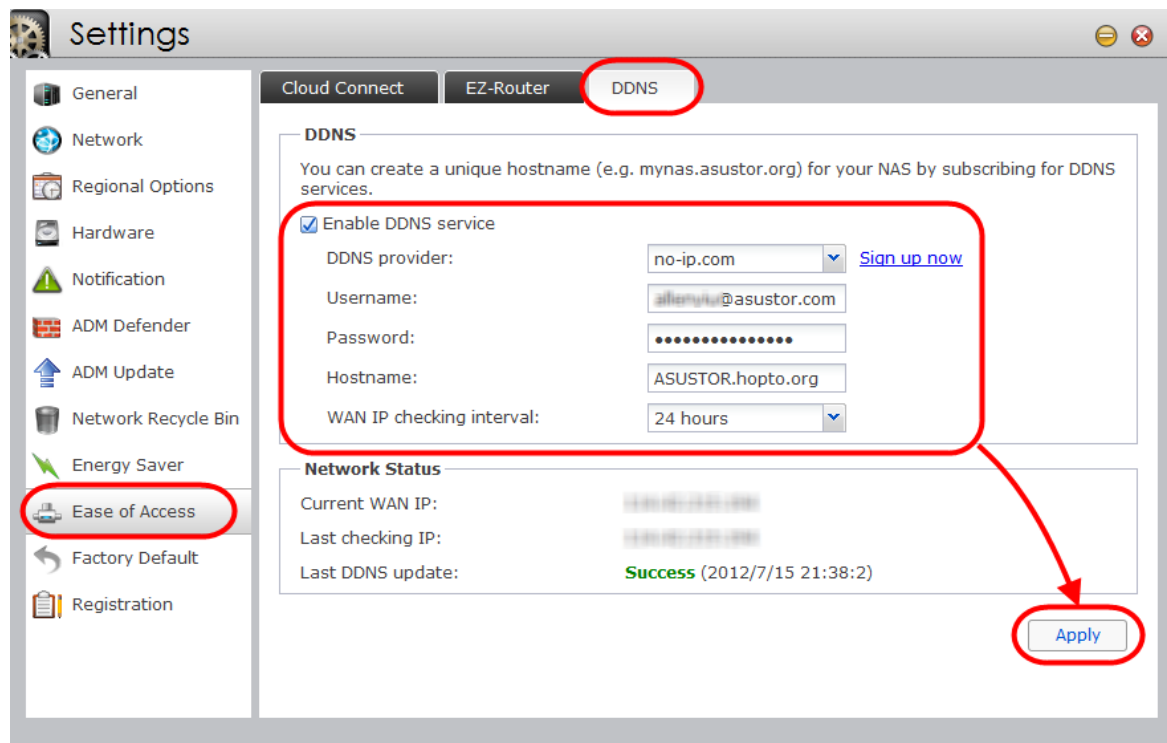 Settings
General
Network
Regional Options
Hardware
Notification
ADM Defender
ADM Update
Network Recycle Bin
Energy Saver
Ease of Access
Factory Default
Registration
Cloud Connect EZ-Router DDNS
DDNS
You can create a unique hostname (e.g. mynas.asustor.org) for your NAS by subscribing for DDNS
services.
Enable DDNS service
DDNS provider: no-ip.com Sign up now
Username: @asustor.com
Password: •••••••••••••••
Hostname: ASUSTOR.hopto.org
WAN IP checking interval: 24 hours
Network Status
Current WAN IP:
Last checking IP:
Last DDNS update: Success (2012/7/15 21:38:2)
Apply